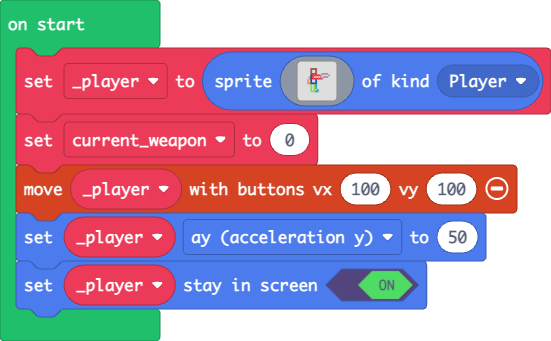 on start
set _player to sprite of kind Player
set current_weapon to 0
move _player with buttons vx 100 vy 100
set _player ay (acceleration y) to 50
set _player stay in screen ON